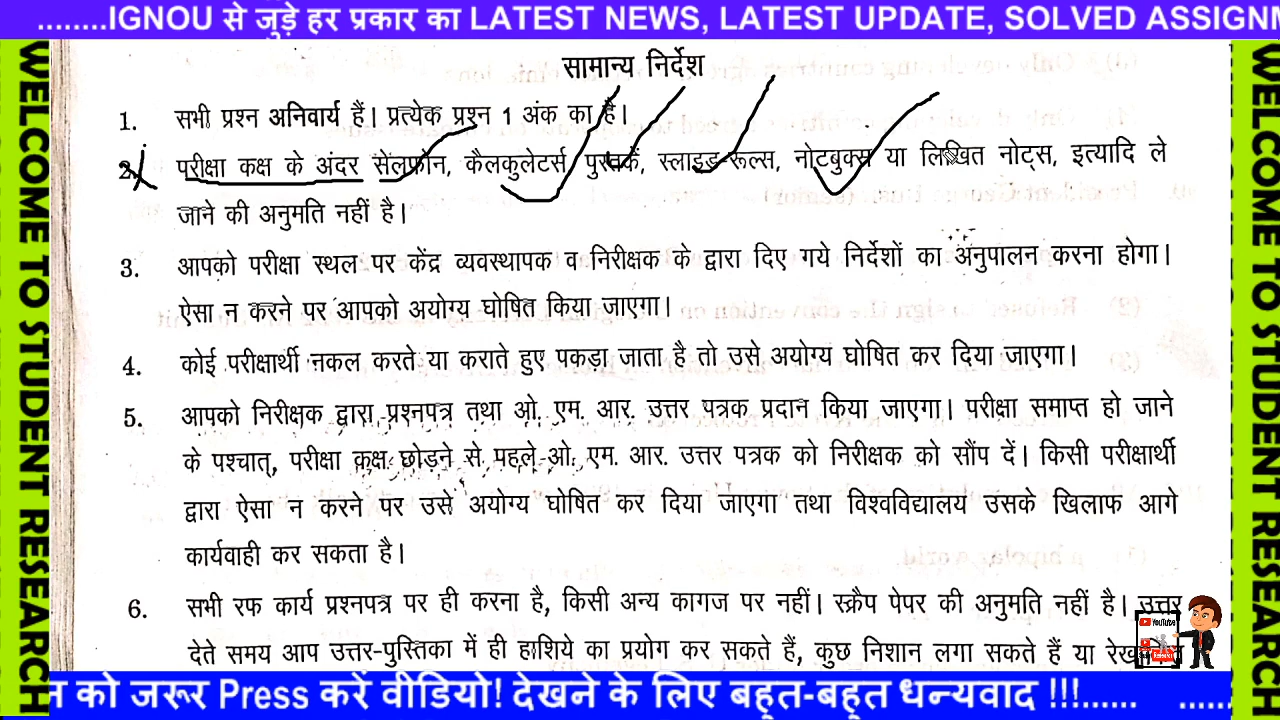 ........IGNOU से जुड़े हर प्रकार का LATEST NEWS, LATEST UPDATE, SOLVED
WELCOME TO STUDENT RESEARCH
सामान्य निर्देश
1. सभी प्रश्न अनिवार्य हैं। प्रत्येक प्रश्न 1 अंक का है।
2. परीक्षा कक्ष के अंदर सेलफोन, कैलकुलेटर्स पुस्तकें, स्लाइड-रूल्स, नोटबुक्स या लिखित नोट्स, इत्यादि ले
जाने की अनुमति नहीं है।
3. आपको परीक्षा स्थल पर केंद्र व्यवस्थापक व निरीक्षक के द्वारा दिए गये निर्देशों का अनुपालन करना होगा।
ऐसा न करने पर आपको अयोग्य घोषित किया जाएगा।
4. कोई परीक्षार्थी नकल करते या कराते हुए पकड़ा जाता है तो उसे अयोग्य घोषित कर दिया जाएगा।
5. आपको निरीक्षक द्वारा प्रश्नपत्र तथा ओ. एम. आर. उत्तर पत्रक प्रदान किया जाएगा। परीक्षा समाप्त हो जाने
के पश्चात्, परीक्षा कक्ष छोड़ने से पहले ओ. एम. आर. उत्तर पत्रक को निरीक्षक को सौंप दें। किसी परीक्षार्थी
द्वारा ऐसा न करने पर उसे अयोग्य घोषित कर दिया जाएगा तथा विश्वविद्यालय उसके खिलाफ आगे
कार्यवाही कर सकता है।
6. सभी रफ कार्य प्रश्नपत्र पर ही करना है, किसी अन्य कागज पर नहीं। स्क्रैप पेपर की अनुमति नहीं है। उत्तर
देते समय आप उत्तर-पुस्तिका में ही हाशिये का प्रयोग कर सकते हैं, कुछ निशान लगा सकते हैं या
YouTube
WELCOME TO STUDENT RESEARCH
को जरूर Press करें वीडियो! देखने के लिए बहुत-बहुत धन्यवाद !!!...... ......